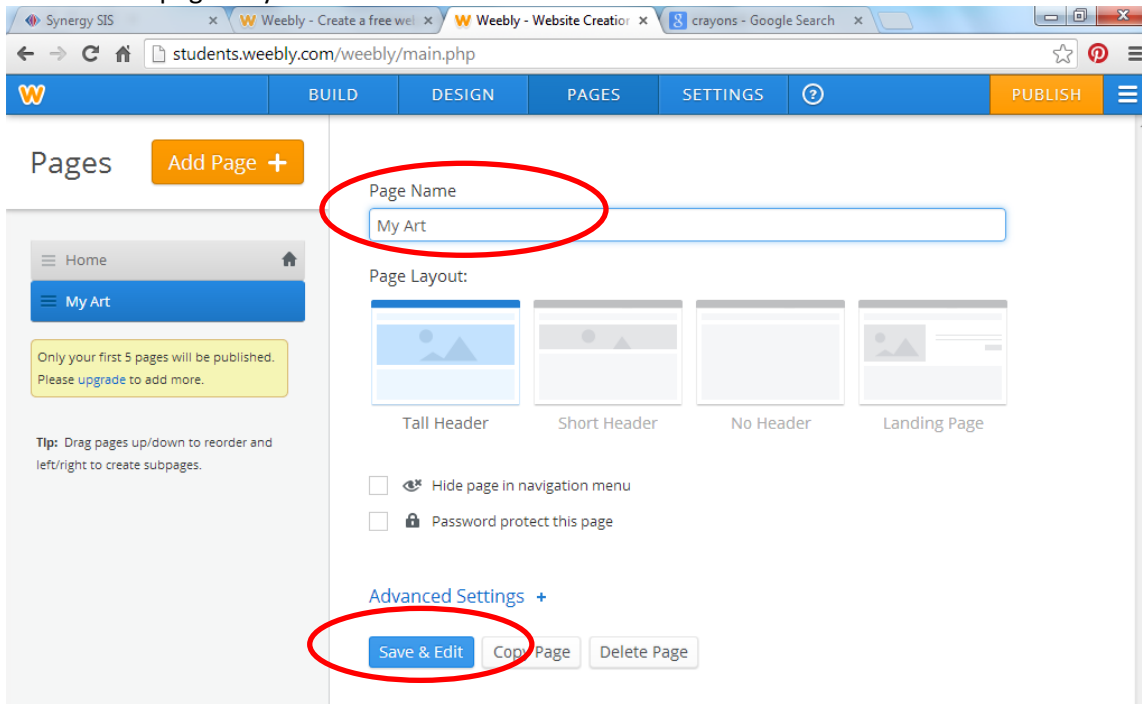 Synergy SIS
Weebly - Create a free wel
Weebly - Website Creation
crayons - Google Search
students.weebly.com/weebly/main.php
BUILD DESIGN PAGES SETTINGS ? PUBLISH
Pages
Add Page +
Page Name
My Art
Home
My Art
Page Layout:
Only your first 5 pages will be published.
Please upgrade to add more.
Tall Header
Short Header
No Header
Landing Page
Tip: Drag pages up/down to reorder and
left/right to create subpages.
Hide page in navigation menu
Password protect this page
Advanced Settings +
Save & Edit
Copy Page
Delete Page